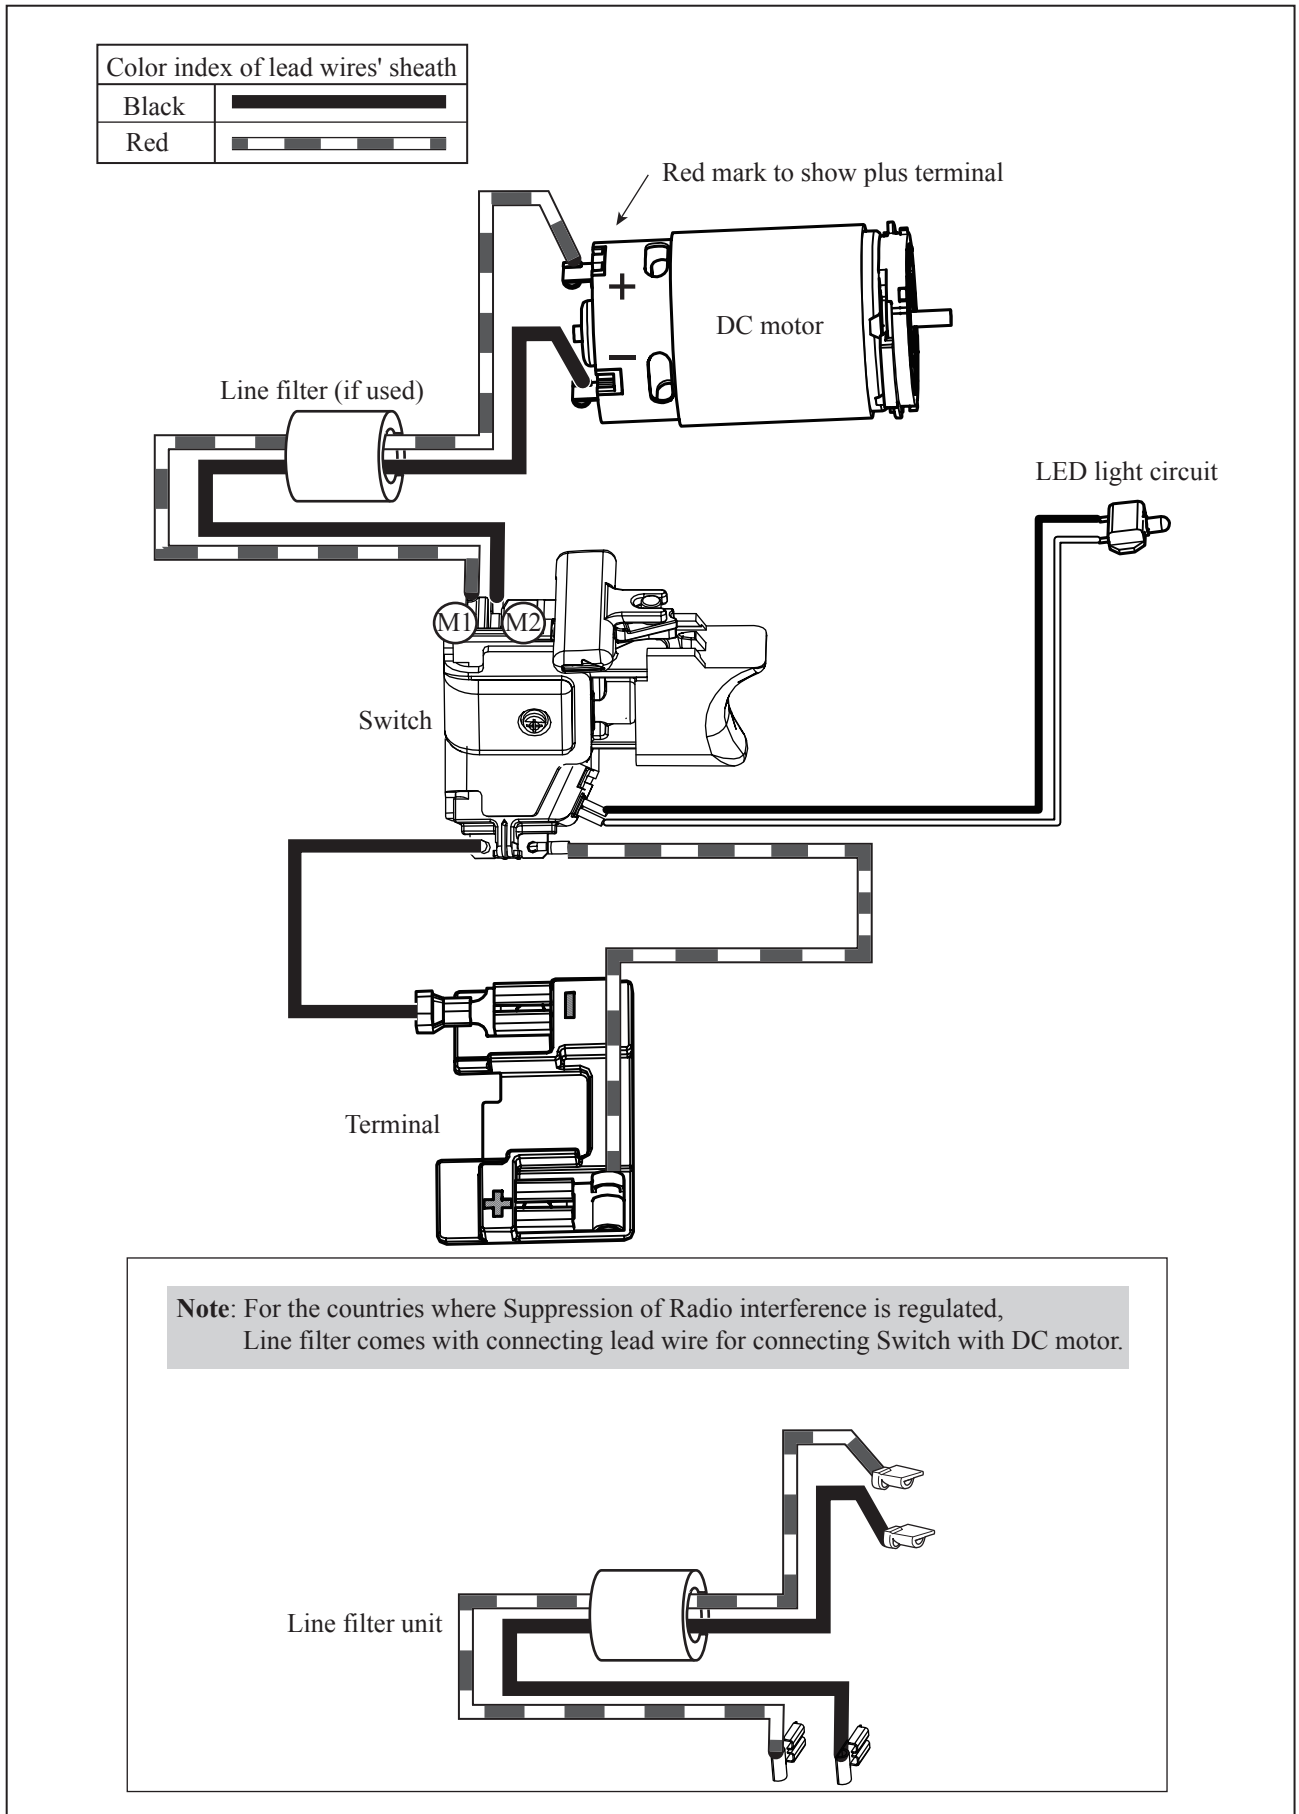 Color index of lead wires' sheath
Black
Red
Red mark to show plus terminal
+
DC motor
−
Line filter (if used)
LED light circuit
M1 M2
Switch
−
Terminal
+
Note: For the countries where Suppression of Radio interference is regulated,
Line filter comes with connecting lead wire for connecting Switch with DC motor.
Line filter unit